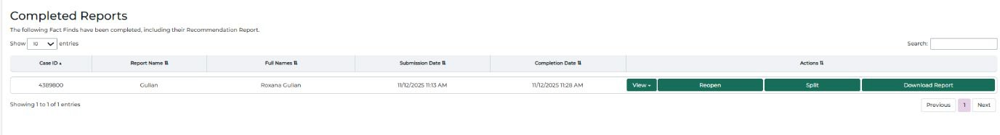 Completed Reports
The following Fact Finds have been completed, including their Recommendation Report.
Show 10 entries Search:
Case ID Report Name Full Names Submission Date Completion Date Actions
4389800 Gulian Roxana Gulian 11/12/2025 11:13 AM 11/12/2025 11:28 AM View Reopen Split Download Report
Showing 1 to 1 of 1 entries Previous 1 Next